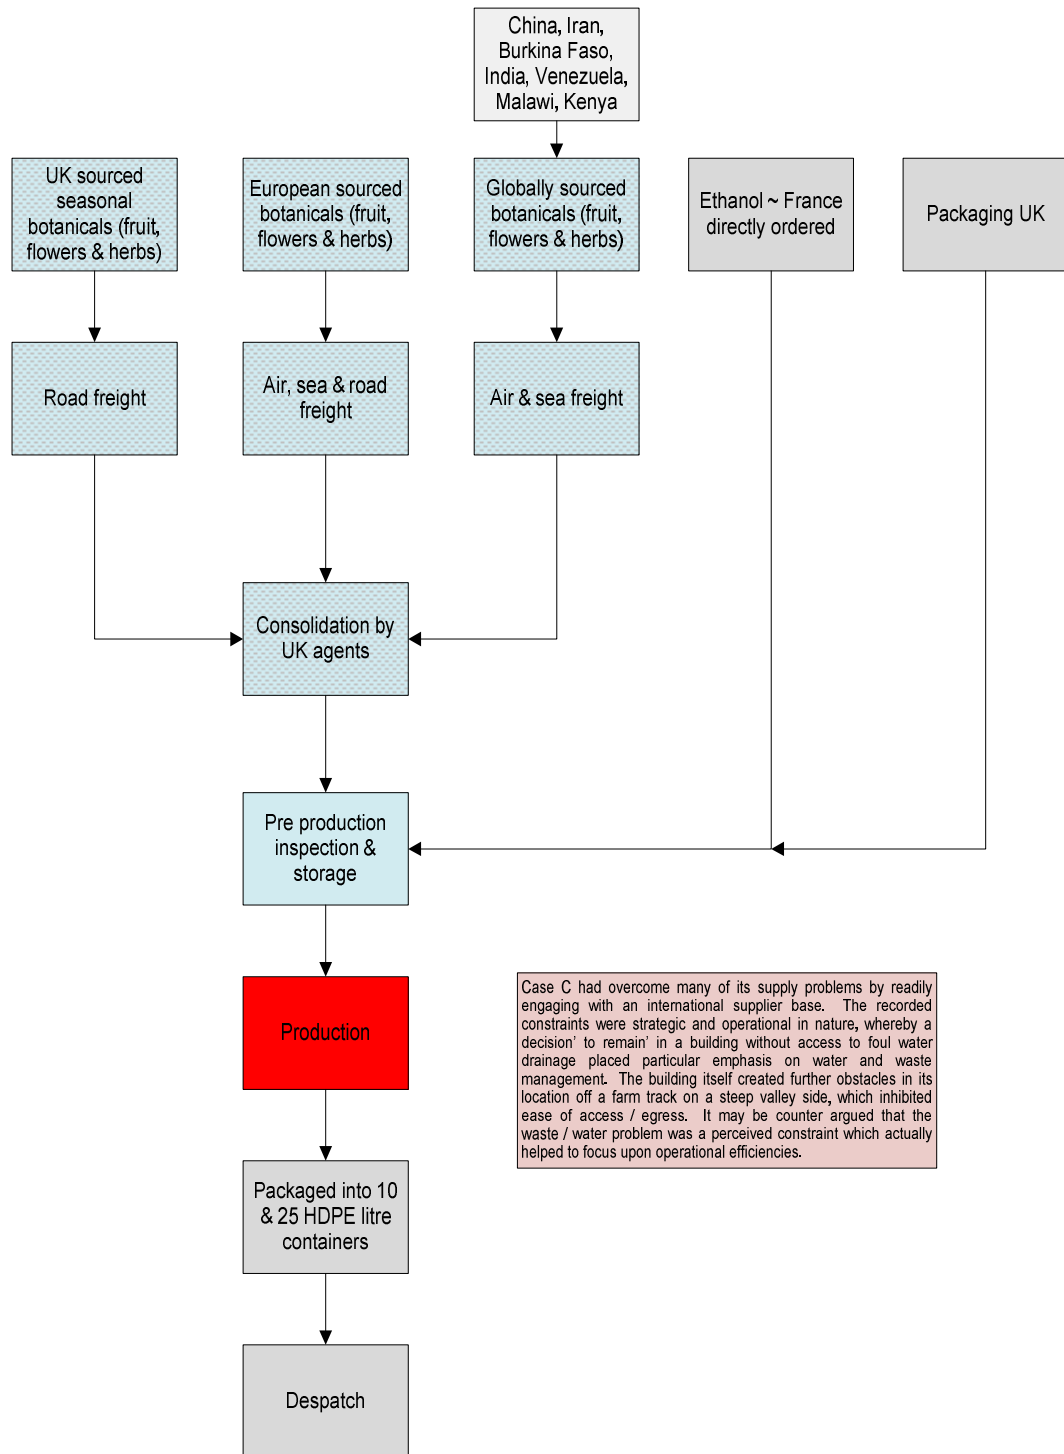 China, Iran,
Burkina Faso,
India, Venezuela,
Malawi, Kenya
UK sourced
seasonal
botanicals (fruit,
flowers & herbs)
European sourced
botanicals (fruit,
flowers & herbs)
Globally sourced
botanicals (fruit,
flowers & herbs)
Ethanol ~ France
directly ordered
Packaging UK
Road freight
Air, sea & road
freight
Air & sea freight
Consolidation by
UK agents
Pre production
inspection &
storage
Production
Case C had overcome many of its supply problems by readily
engaging with an international supplier base. The recorded
constraints were strategic and operational in nature, whereby a
decision’ to remain’ in a building without access to foul water
drainage placed particular emphasis on water and waste
management. The building itself created further obstacles in its
location off a farm track on a steep valley side, which inhibited
ease of access / egress. It may be counter argued that the
waste / water problem was a perceived constraint which actually
helped to focus upon operational efficiencies.
Packaged into 10
& 25 HDPE litre
containers
Despatch